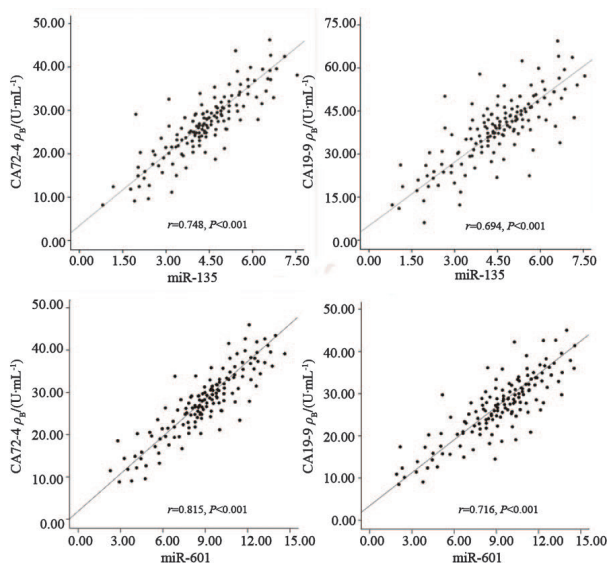 50.00
40.00
30.00
20.00
10.00
0.00
CA72-4 ρB/(U·mL⁻¹)
r=0.748, P<0.001
0.00 1.50 3.00 4.50 6.00 7.50
miR-135
75.00
60.00
45.00
30.00
15.00
0.00
CA19-9 ρB/(U·mL⁻¹)
r=0.694, P<0.001
0.00 1.50 3.00 4.50 6.00 7.50
miR-135
50.00
40.00
30.00
20.00
10.00
0.00
CA72-4 ρB/(U·mL⁻¹)
r=0.815, P<0.001
0.00 3.00 6.00 9.00 12.00 15.00
miR-601
50.00
40.00
30.00
20.00
10.00
0.00
CA19-9 ρB/(U·mL⁻¹)
r=0.716, P<0.001
0.00 3.00 6.00 9.00 12.00 15.00
miR-601